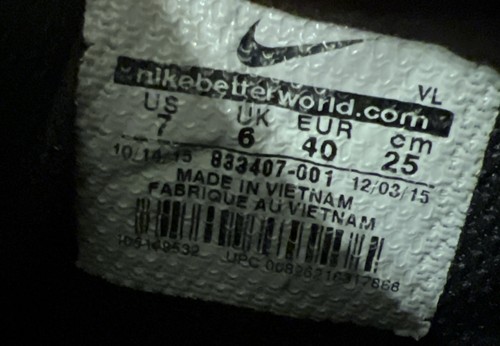 nikebetterworld.com VL
US UK EUR cm
7 6 40 25
10/14/15 833407-001 12/03/15
MADE IN VIETNAM
FABRIQUE AU VIETNAM
UPC